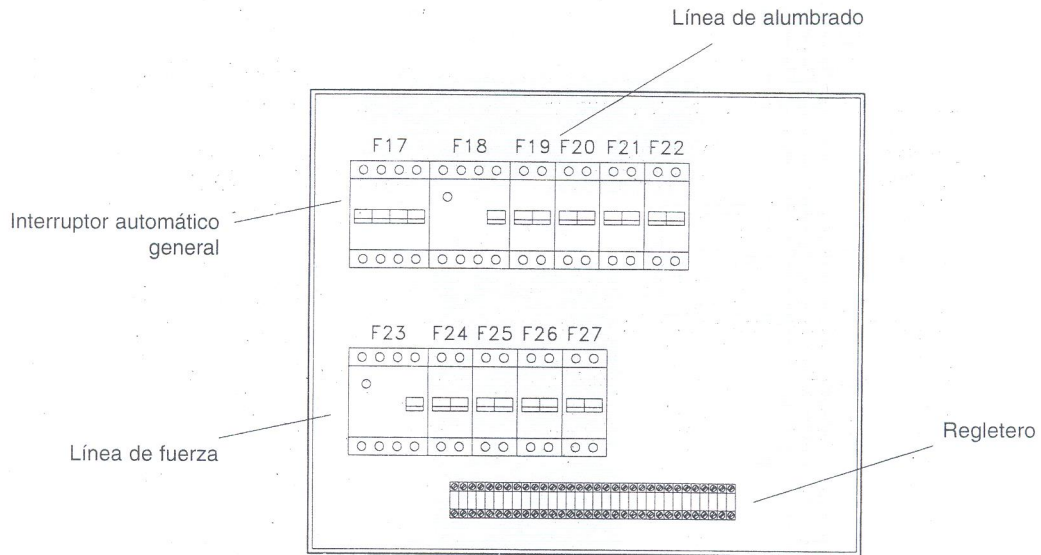 Línea de alumbrado
F17 F18 F19 F20 F21 F22
Interruptor automático
general
F23 F24 F25 F26 F27
Línea de fuerza
Regletero